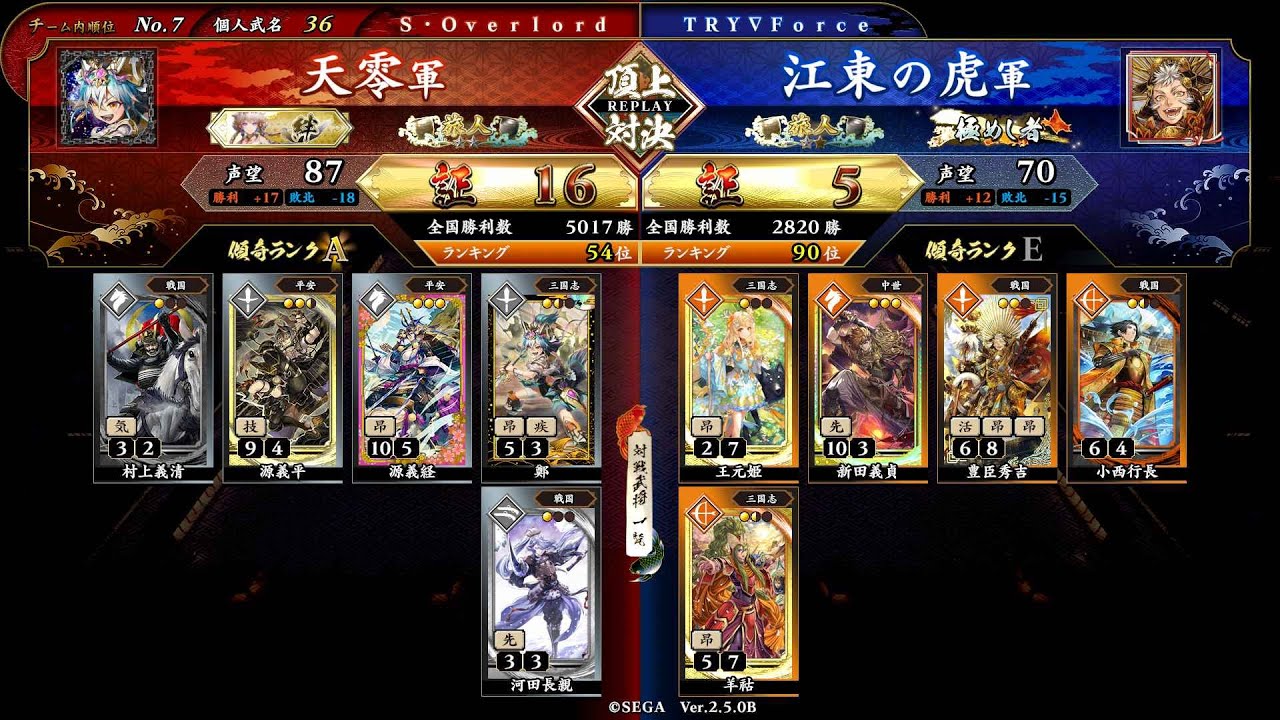 チーム内順位 No.7 個人武名 36 S・Overlord TRY∇Force
天零軍 頂上 江東の虎軍
REPLAY
対決
絆 旅人 旅人 極めし者
声望 87 証 16 証 5 声望 70
勝利 +17 敗北 -18 勝利 +12 敗北 -15
全国勝利数 5017勝 全国勝利数 2820勝
傾奇ランク A ランキング 54位 ランキング 90位 傾奇ランク E
戦国 平安 平安 三国志 三国志 中世 戦国 戦国
気 技 昂 昂 疾 昂 先 活 昂 昂
3 2 9 4 10 5 5 3 2 7 10 3 6 8 6 4
村上義清 源義平 源義経 鄭 王元姫 新田義貞 重臣秀吉 小西行長
対戦武将一覧
戦国 三国志
先 昂
3 3 5 7
河田長親 羊祜
©SEGA Ver.2.5.0B